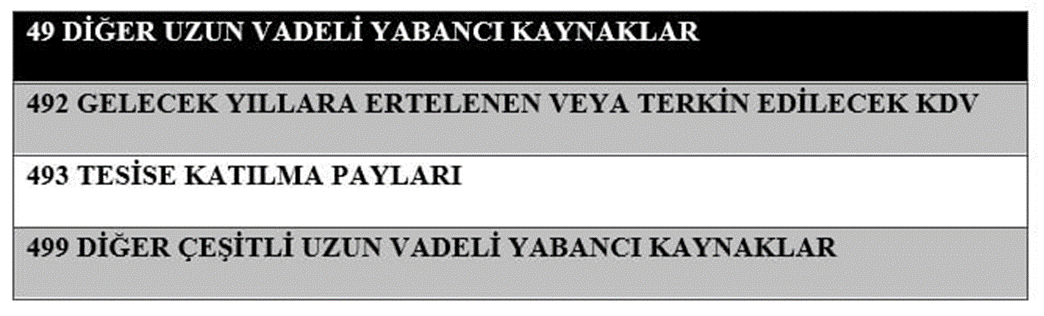 49 DİĞER UZUN VADELİ YABANCI KAYNAKLAR
492 GELECEK YILLARA ERTELENEN VEYA TERKİN EDİLECEK KDV
493 TESİSE KATILMA PAYLARI
499 DİĞER ÇEŞİTLİ UZUN VADELİ YABANCI KAYNAKLAR